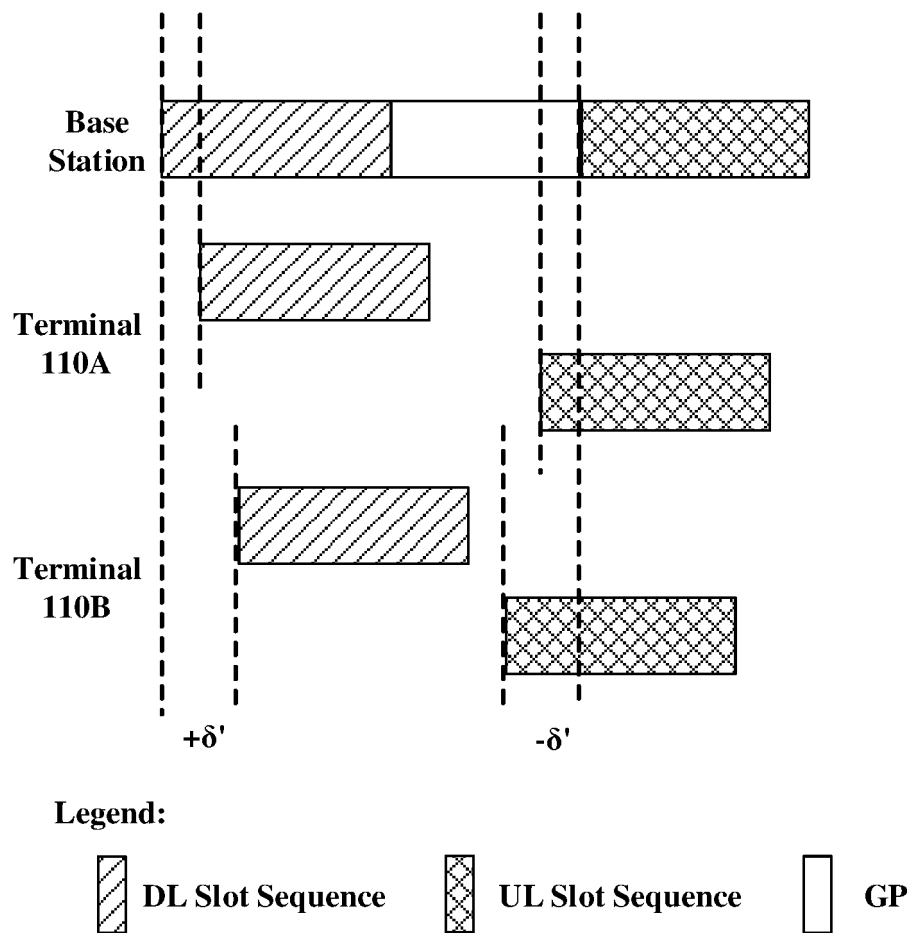 Base
Station
Terminal
110A
Terminal
110B
+δ'
-δ'
Legend:
DL Slot Sequence
UL Slot Sequence
GP